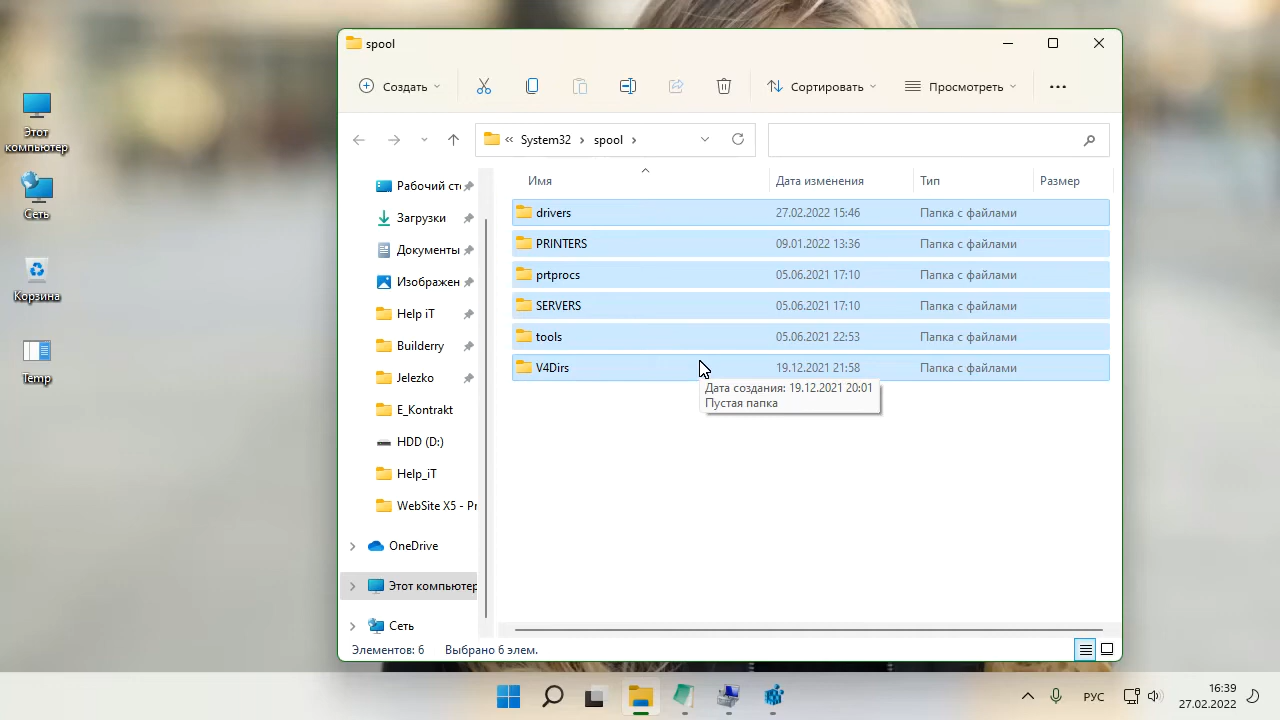 Этот
компьютер
Сеть
Корзина
Temp
spool
Создать
Сортировать
Просмотреть
System32
spool
Имя
Дата изменения
Тип
Размер
drivers
27.02.2022 15:46
Папка с файлами
PRINTERS
09.01.2022 13:36
Папка с файлами
prtprocs
05.06.2021 17:10
Папка с файлами
SERVERS
05.06.2021 17:10
Папка с файлами
tools
05.06.2021 22:53
Папка с файлами
V4Dirs
19.12.2021 21:58
Папка с файлами
Дата создания: 19.12.2021 20:01
Пустая папка
Рабочий сто
Загрузки
Документы
Изображен
Help iT
Builderry
Jelezko
E_Kontrakt
HDD (D:)
Help_iT
WebSite X5 - Pr
OneDrive
Этот компьютер
Сеть
Элементов: 6
Выбрано 6 элем.
РУС
16:39
27.02.2022